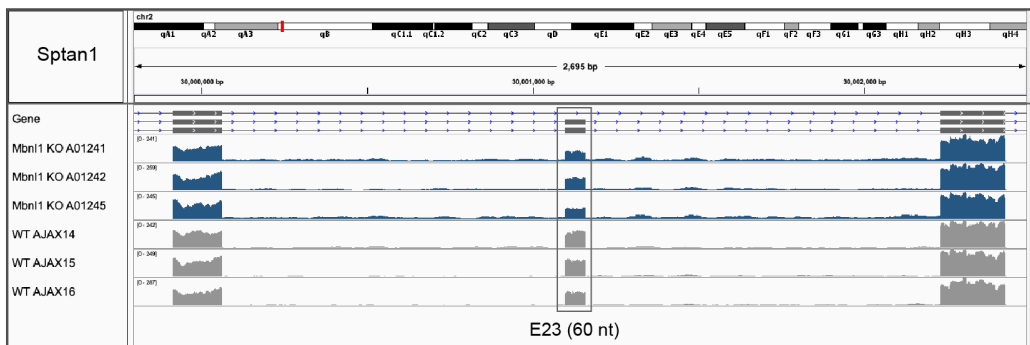 chr2
Sptan1
qA1 qA2 qA3 qB qC1.1 qC1.2 qC2 qC3 qD qE1 qE2 qE3 qE4 qE5 qF1 qF2 qF3 qG1 qG3 qH1 qH2 qH3 qH4
2,695 bp
30,000,000 bp 30,001,000 bp 30,002,000 bp
Gene
Mbnl1 KO A01241 [0 - 241]
Mbnl1 KO A01242 [0 - 259]
Mbnl1 KO A01245 [0 - 245]
WT AJAX14 [0 - 342]
WT AJAX15 [0 - 349]
WT AJAX16 [0 - 287]
E23 (60 nt)